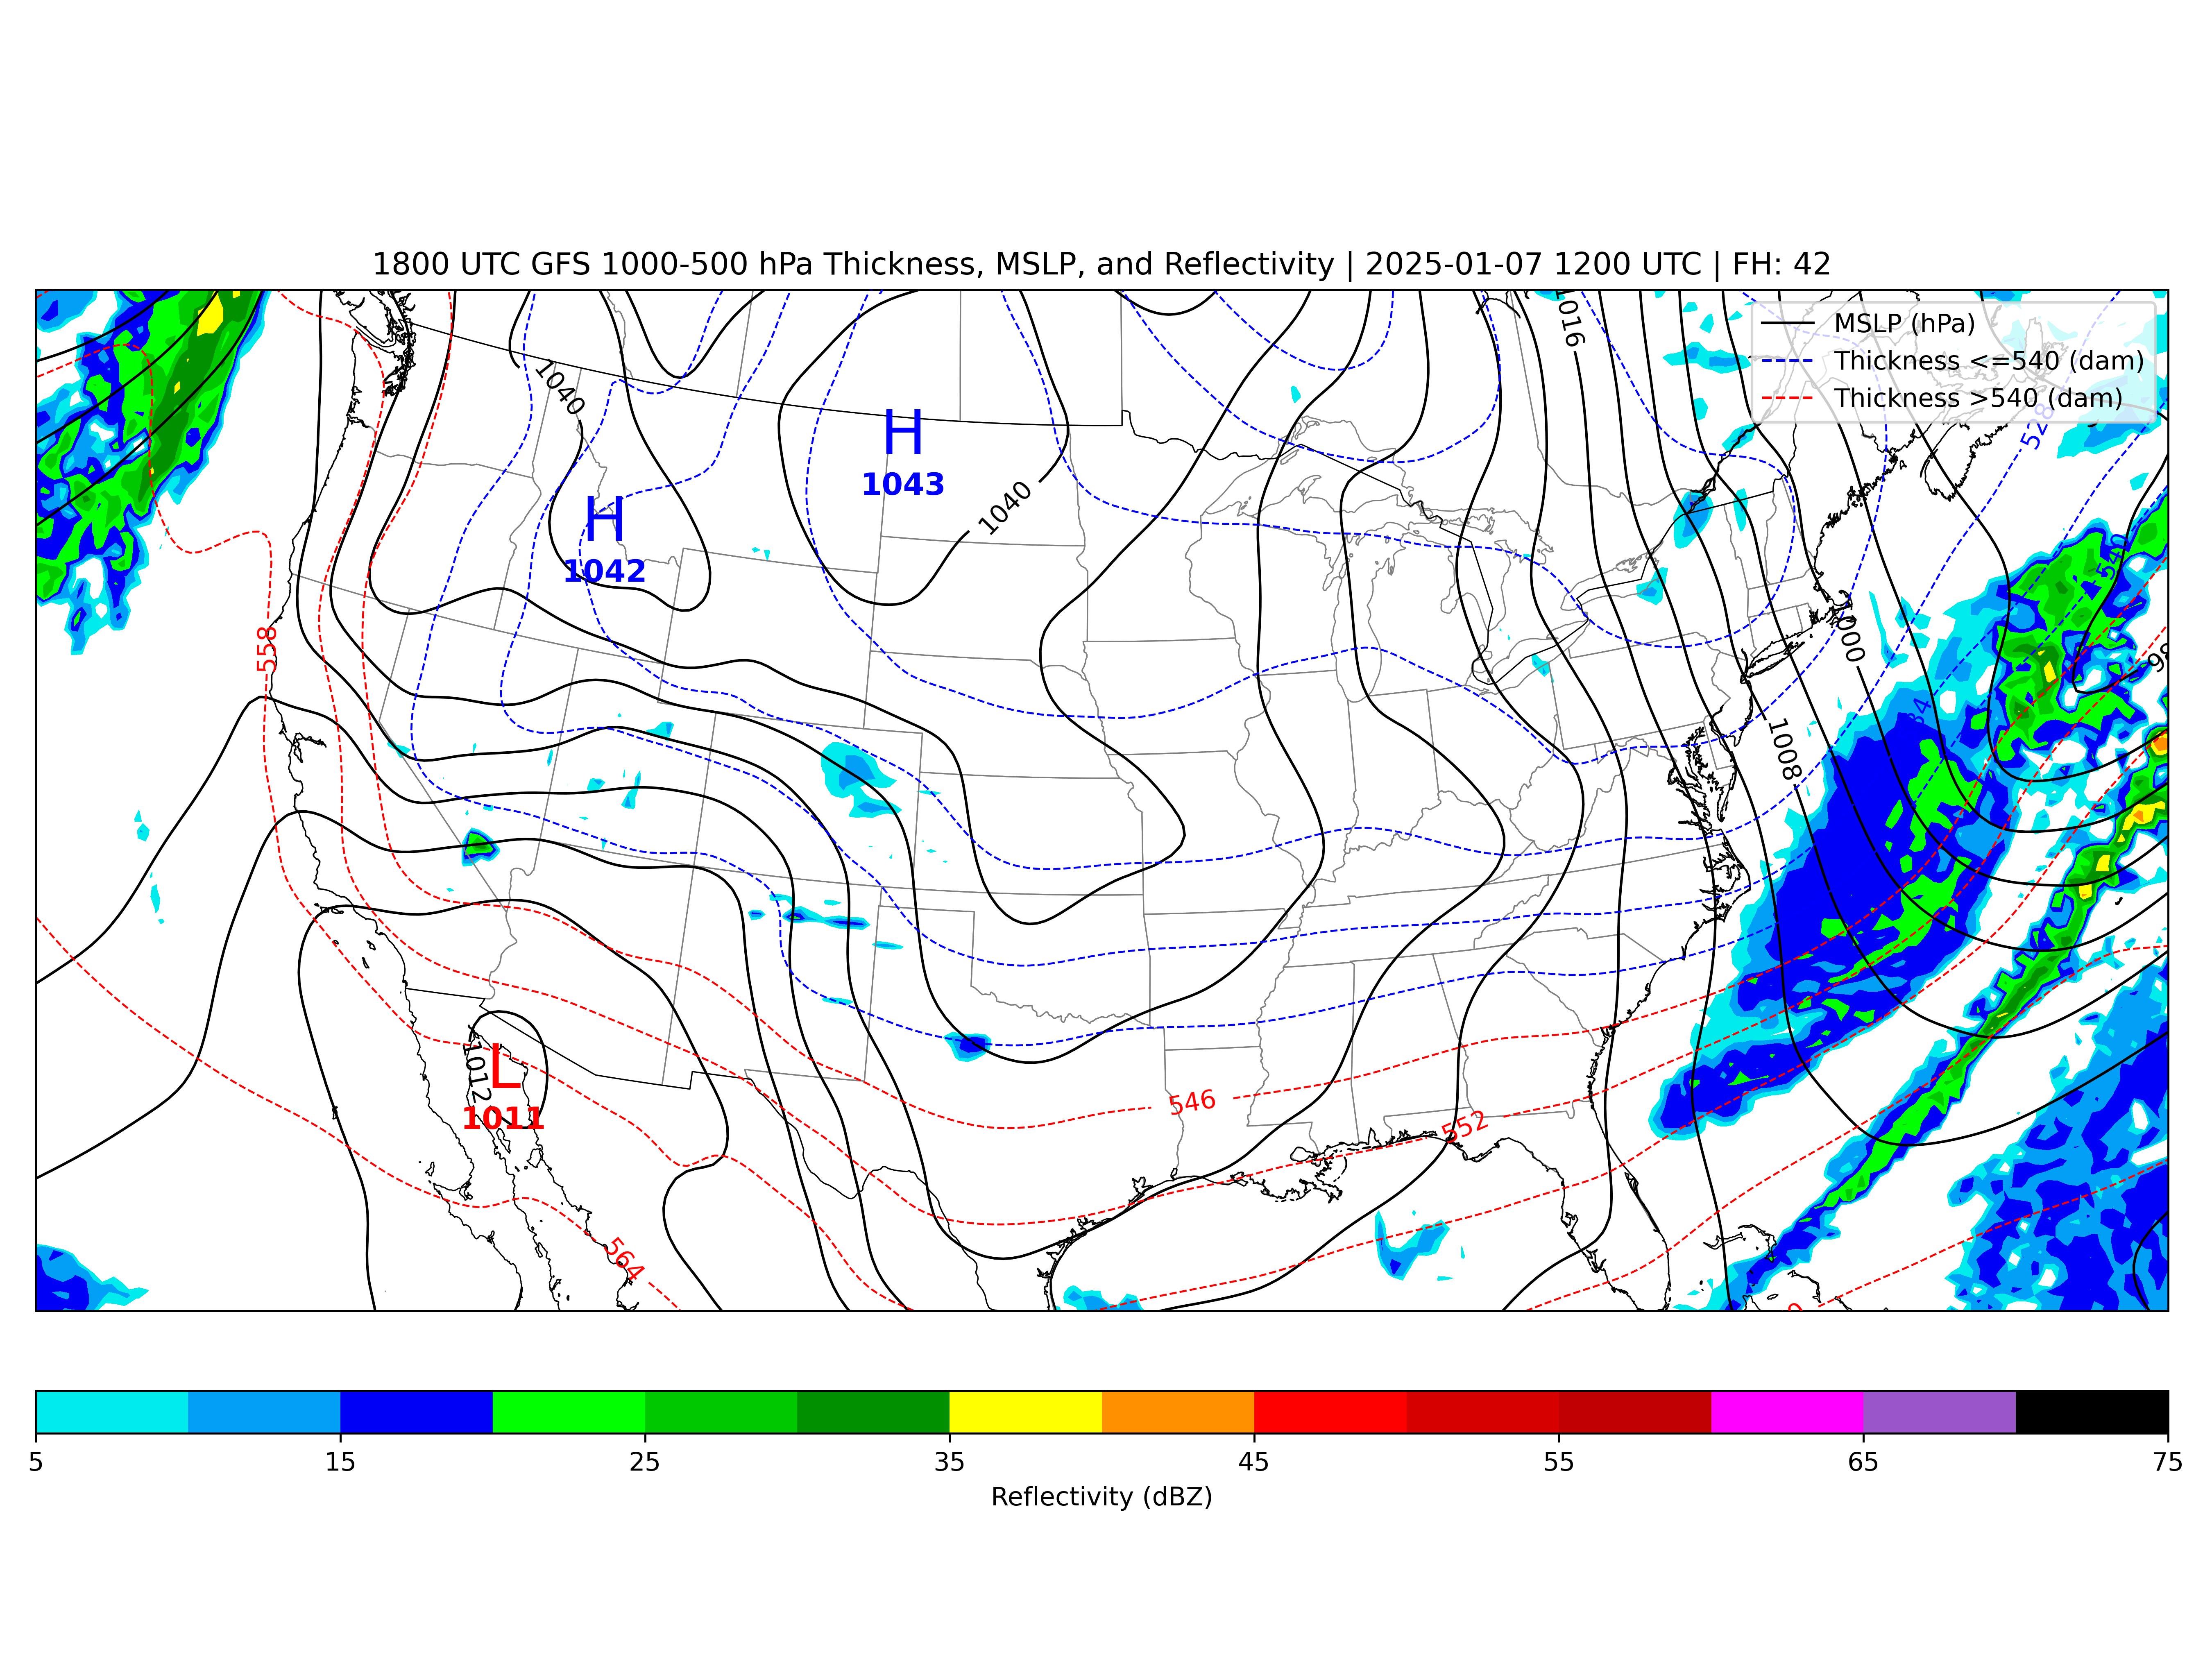 1800 UTC GFS 1000-500 hPa Thickness, MSLP, and Reflectivity | 2025-01-07 1200 UTC | FH: 42
MSLP (hPa)
Thickness <=540 (dam)
Thickness >540 (dam)
1016
1040
528
H
1043
1040
H
1042
540
558
000
1008
L
1012
1011
546
552
564
5 15 25 35 45 55 65 75
Reflectivity (dBZ)